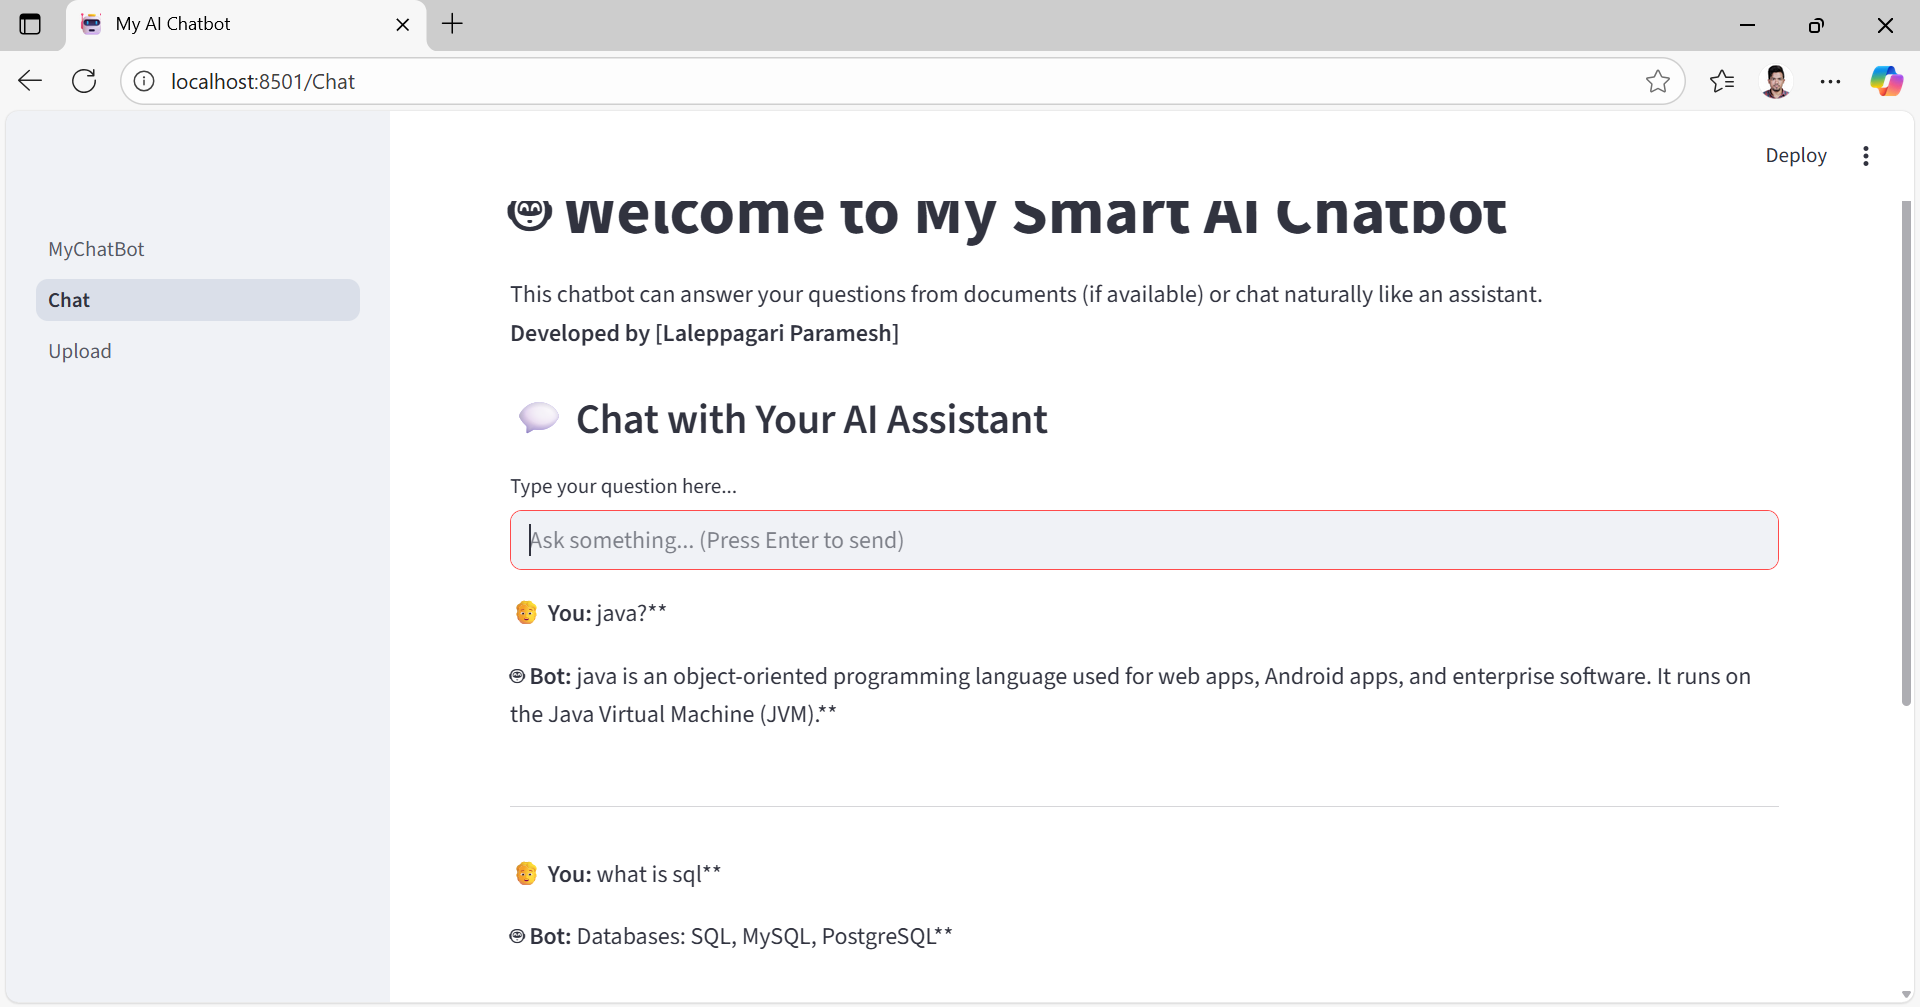 My AI Chatbot
localhost:8501/Chat
Deploy
MyChatBot
Chat
Upload
Welcome to My Smart AI Chatbot
This chatbot can answer your questions from documents (if available) or chat naturally like an assistant.
Developed by [Laleppagari Paramesh]
Chat with Your AI Assistant
Type your question here...
Ask something... (Press Enter to send)
You: java?**
Bot: java is an object-oriented programming language used for web apps, Android apps, and enterprise software. It runs on
the Java Virtual Machine (JVM).**
You: what is sql**
Bot: Databases: SQL, MySQL, PostgreSQL**